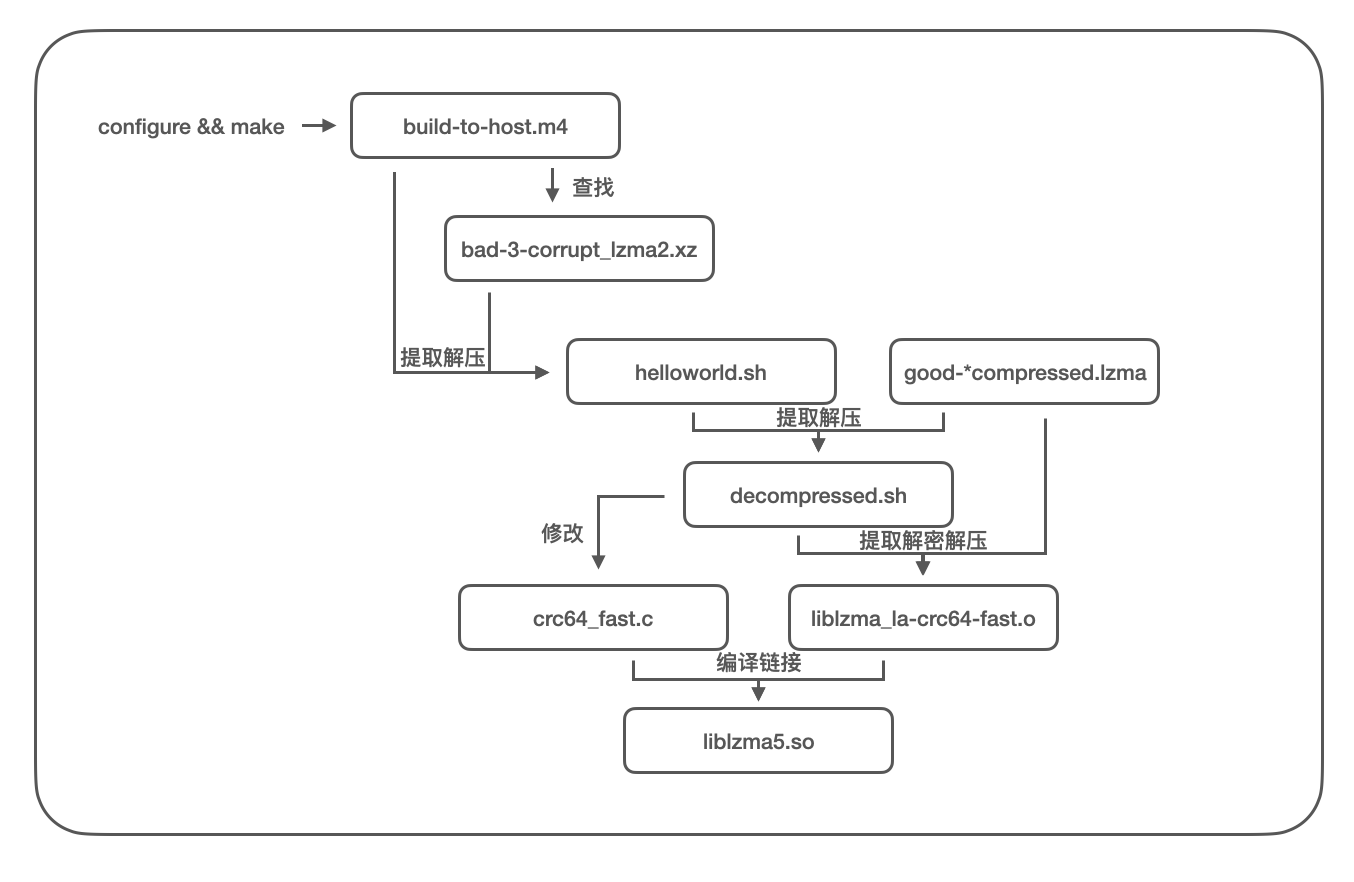 configure && make
build-to-host.m4
查找
bad-3-corrupt_lzma2.xz
提取解压
helloworld.sh
good-*compressed.lzma
提取解压
decompressed.sh
修改
提取解密解压
crc64_fast.c
liblzma_la-crc64-fast.o
编译链接
liblzma5.so